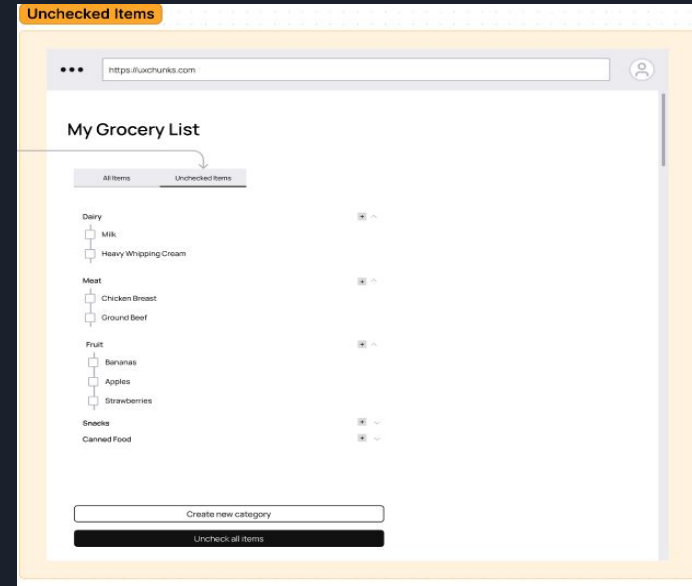 Unchecked Items
https://uxchunks.com
My Grocery List
All Items Unchecked Items
Dairy
Milk
Heavy Whipping Cream
Meat
Chicken Breast
Ground Beef
Fruit
Bananas
Apples
Strawberries
Snacks
Canned Food
Create new category
Uncheck all items